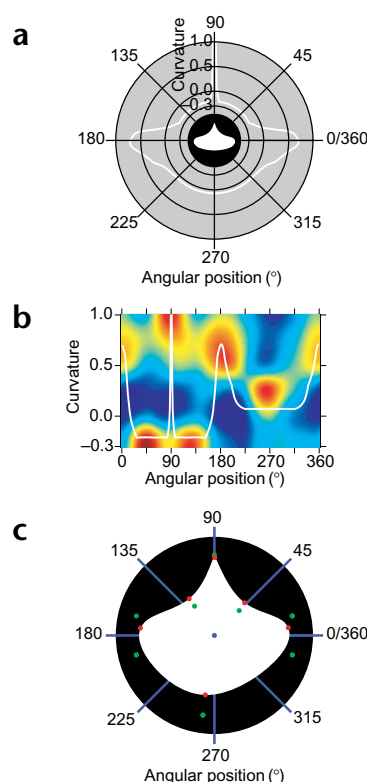 a
90
135
45
Curvature
1.0
0.5
0.0
–0.3
180
0/360
225
315
270
Angular position (°)
b
Curvature
1.0
0.5
0.0
–0.3
0 90 180 270 360
Angular position (°)
c
90
135
45
180
0/360
225
315
270
Angular position (°)